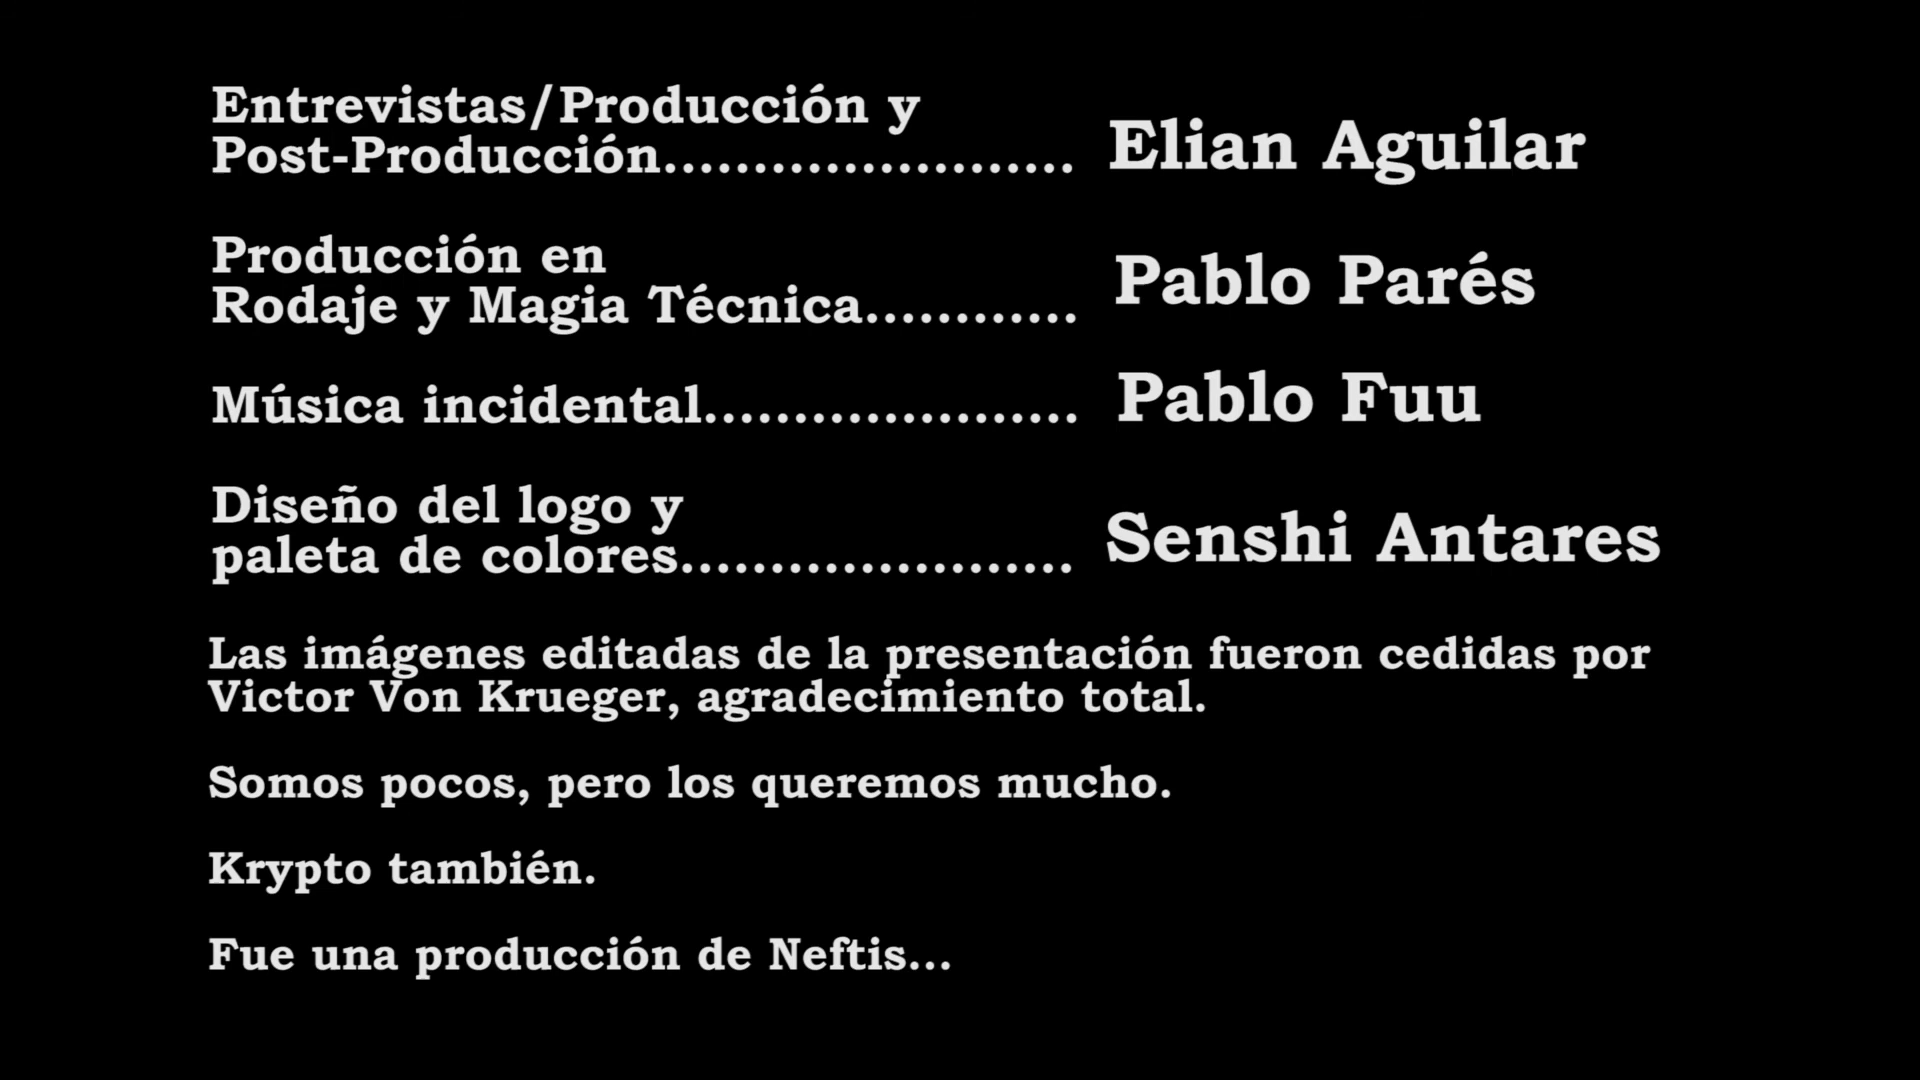 Entrevistas/Producción y
Post-Producción....................... Elian Aguilar
Producción en
Rodaje y Magia Técnica............ Pablo Parés
Música incidental..................... Pablo Fuu
Diseño del logo y
paleta de colores...................... Senshi Antares
Las imágenes editadas de la presentación fueron cedidas por
Victor Von Krueger, agradecimiento total.
Somos pocos, pero los queremos mucho.
Krypto también.
Fue una producción de Neftis...